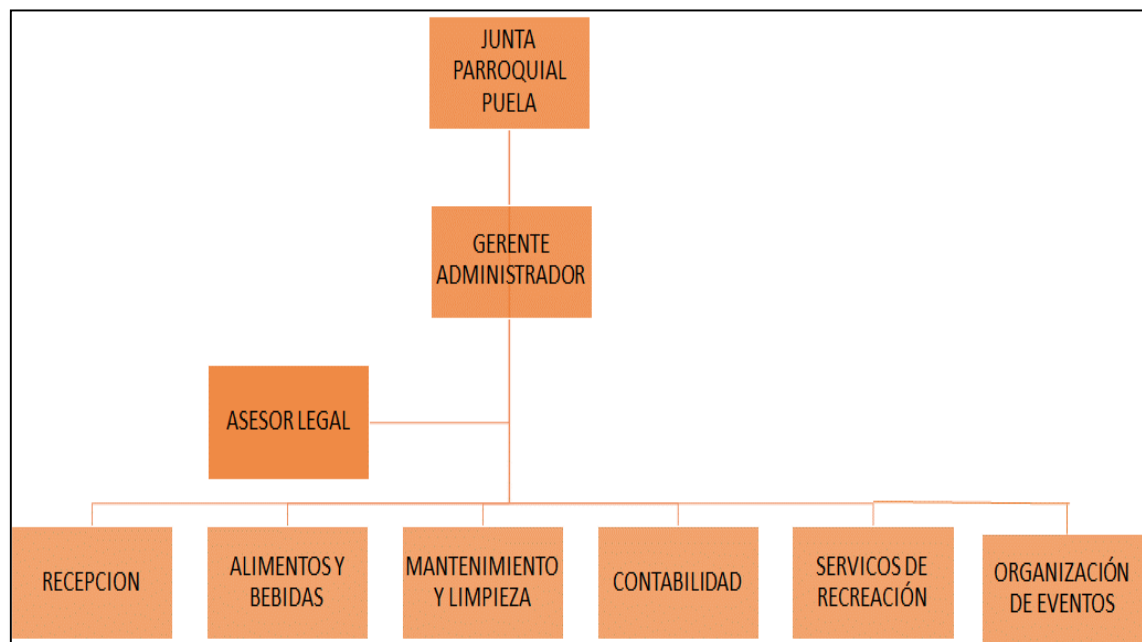 JUNTA
PARROQUIAL
PUELA
GERENTE
ADMINISTRADOR
ASESOR LEGAL
RECEPCION
ALIMENTOS Y
BEBIDAS
MANTENIMIENTO
Y LIMPIEZA
CONTABILIDAD
SERVICOS DE
RECREACIÓN
ORGANIZACIÓN
DE EVENTOS